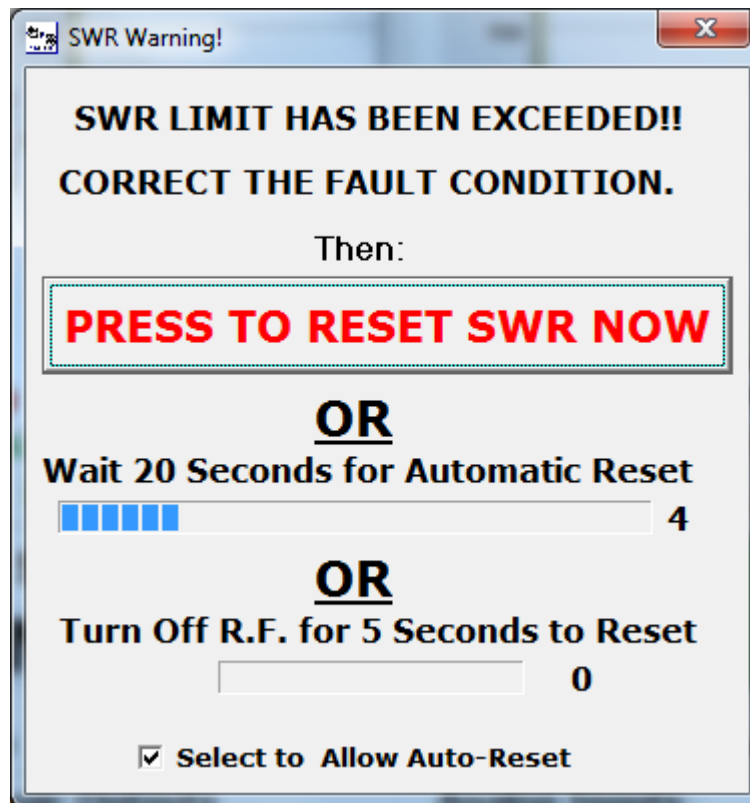 SWR Warning!
SWR LIMIT HAS BEEN EXCEEDED!!
CORRECT THE FAULT CONDITION.
Then:
PRESS TO RESET SWR NOW
OR
Wait 20 Seconds for Automatic Reset
4
OR
Turn Off R.F. for 5 Seconds to Reset
0
Select to Allow Auto-Reset